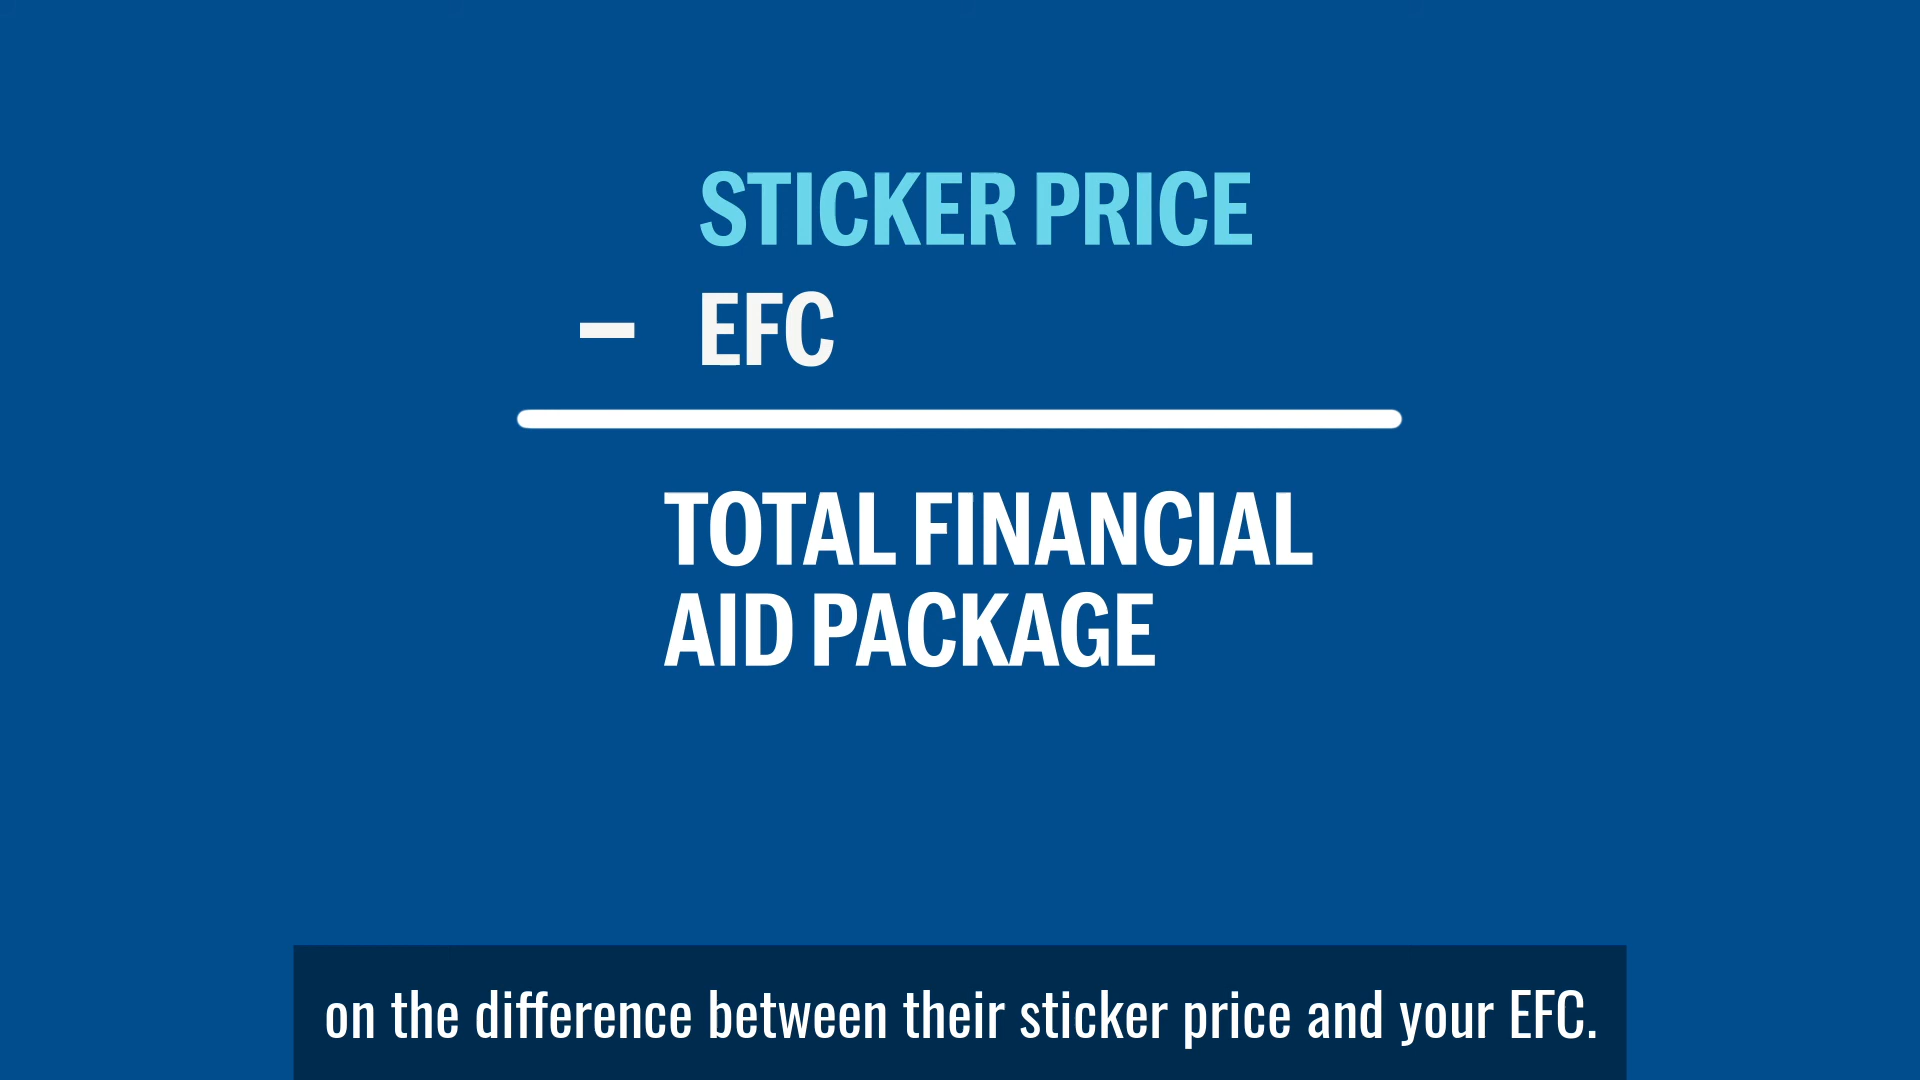 STICKER PRICE
– EFC
TOTAL FINANCIAL
AID PACKAGE
on the difference between their sticker price and your EFC.